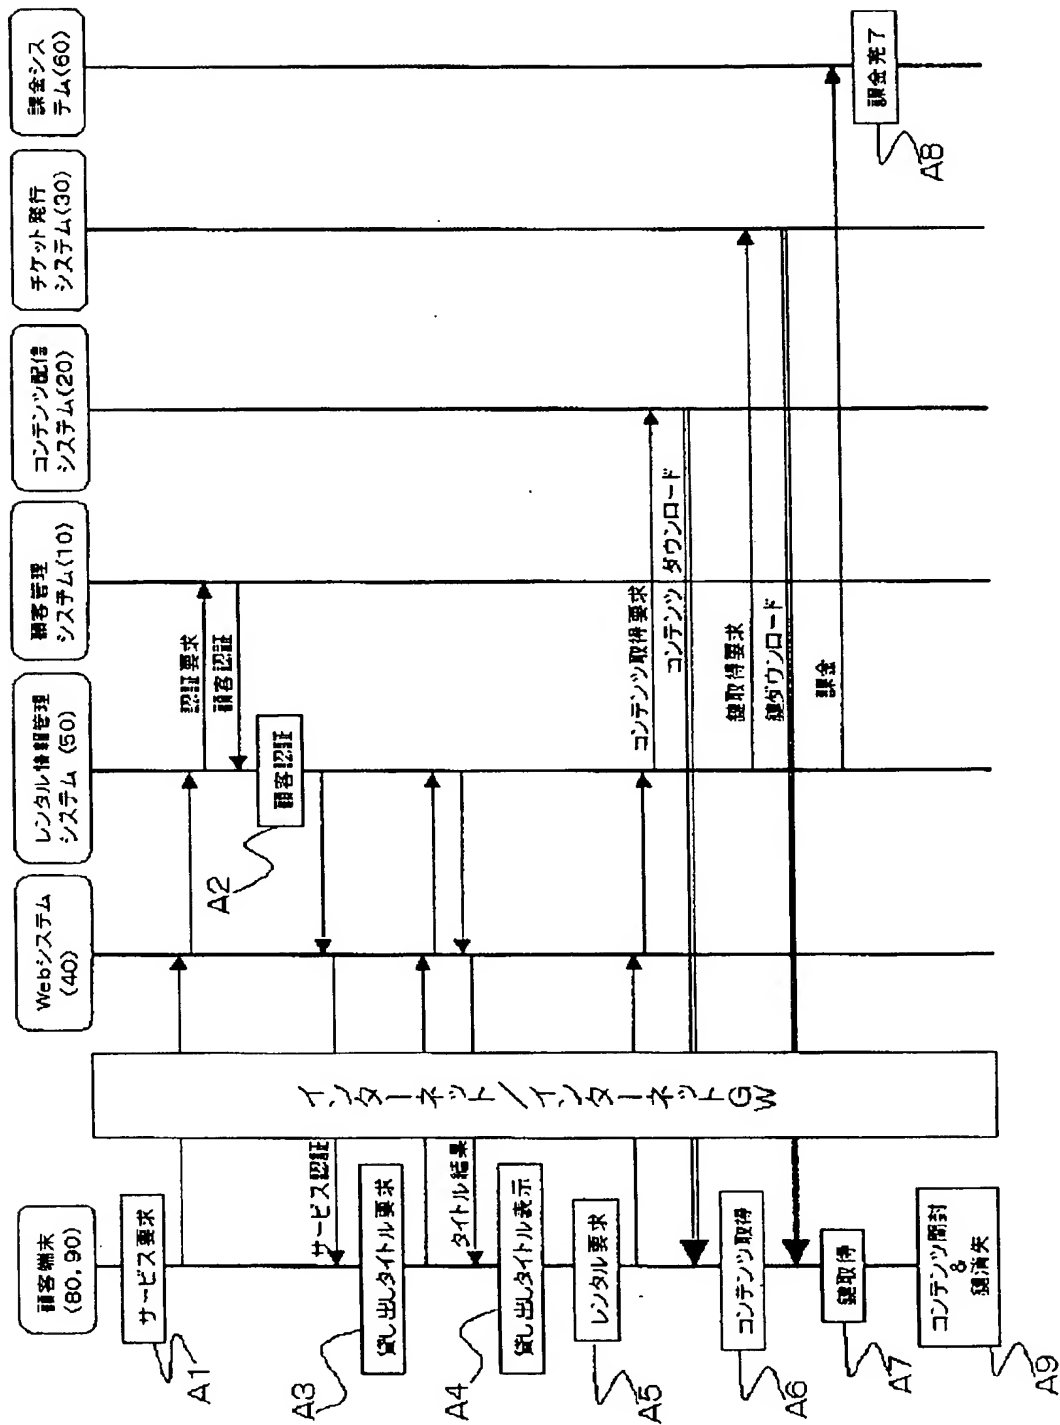 顧客端末
(80, 90)
Webシステム
(40)
レンタル情報管理
システム (50)
顧客管理
システム(10)
コンテンツ配信
システム(20)
チケット発行
システム(30)
課金シス
テム(60)
サービス要求
A1
認証要求
顧客認証
顧客認証
A2
サービス認証
貸し出しタイトル要求
A3
タイトル結果
貸し出しタイトル表示
A4
レンタル要求
A5
コンテンツ取得要求
コンテンツ ダウンロード
コンテンツ取得
A6
鍵取得要求
鍵ダウンロード
鍵取得
A7
課金
課金完了
A8
コンテンツ開封
&
鍵消失
A9
インターネット/インターネットGW